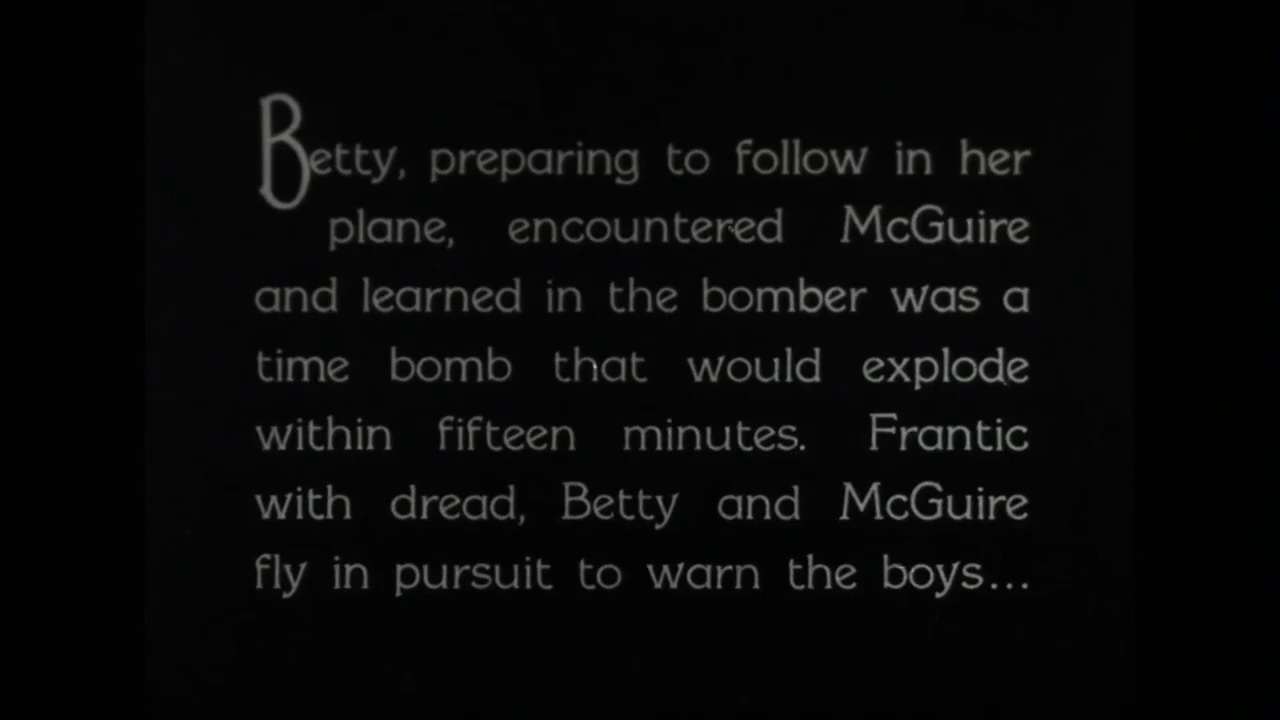 Betty, preparing to follow in her
plane, encountered McGuire
and learned in the bomber was a
time bomb that would explode
within fifteen minutes. Frantic
with dread, Betty and McGuire
fly in pursuit to warn the boys...